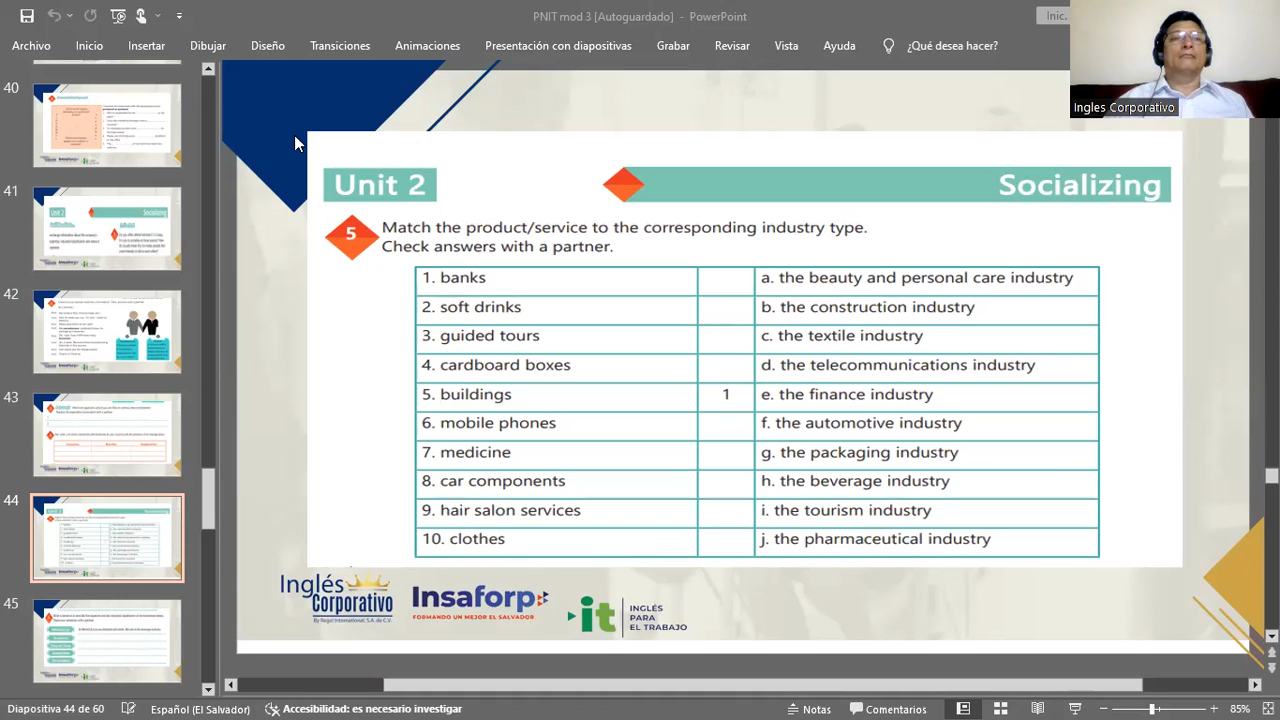 PNIT mod 3 [Autoguardado] - PowerPoint
Inic.
Archivo Inicio Insertar Dibujar Diseño Transiciones Animaciones Presentación con diapositivas Grabar Revisar Vista Ayuda ¿Qué desea hacer?
Ingles Corporativo
40
41
43
44
45
Unit 2
Socializing
5
Match the product/service to the corresponding industry type.
Check answers with a partner.
1. banks
a. the beauty and personal care industry
2. soft drinks
the construction industry
3. guided tours
the textile industry
4. cardboard boxes
d. the telecommunications industry
5. buildings
1
e. the finance industry
6. mobile phones
f. the automotive industry
7. medicine
g. the packaging industry
8. car components
h. the beverage industry
9. hair salon services
i. the tourism industry
10. clothes
j. the pharmaceutical industry
Inglés
Corporativo
By Regal International, S.A. de C.V.
Insaforp
FORMANDO UN MEJOR EL SALVADOR
it
INGLÉS
PARA
EL TRABAJO
Diapositiva 44 de 60
Español (El Salvador)
Accesibilidad: es necesario investigar
Notas
Comentarios
85%